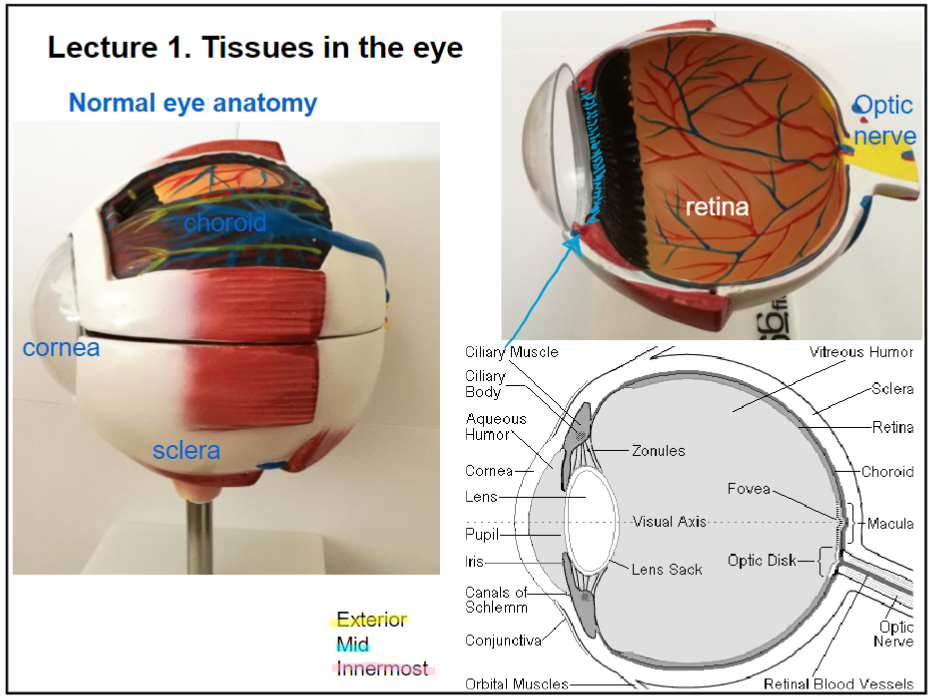 Lecture 1. Tissues in the eye
Normal eye anatomy
choroid
cornea
sclera
Optic
nerve
retina
Exterior
Mid
Innermost
Ciliary Muscle
Ciliary
Body
Aqueous
Humor
Cornea
Lens
Pupil
Iris
Canals of
Schlemm
Conjunctiva
Orbital Muscles
Zonules
Visual Axis
Lens Sack
Fovea
Optic Disk
Vitreous Humor
Sclera
Retina
Choroid
Macula
Optic
Nerve
Retinal Blood Vessels